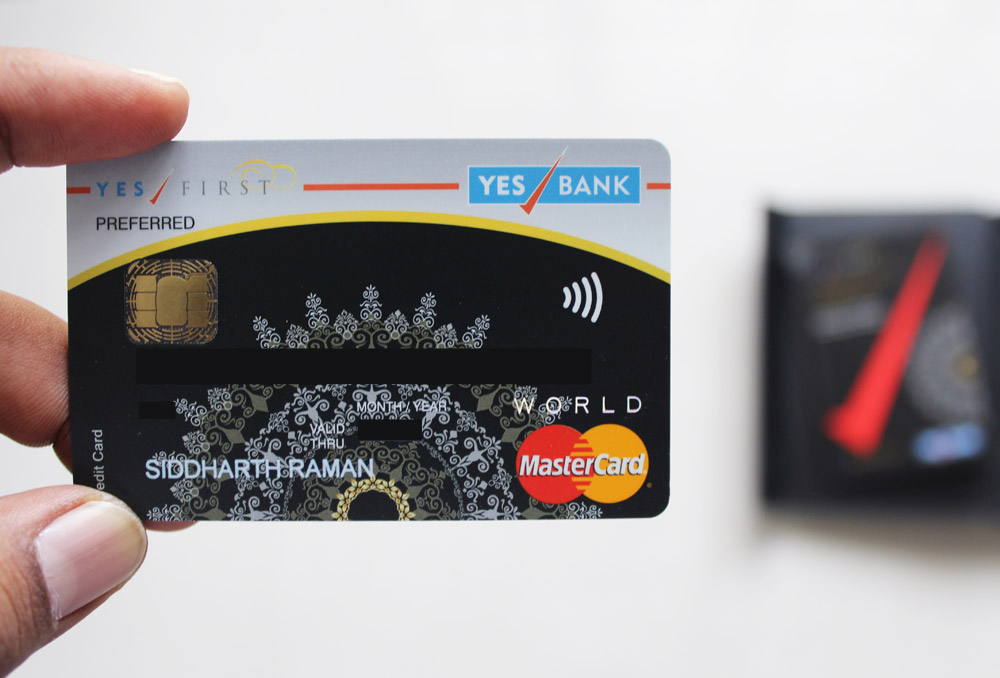 YES FIRST
YES BANK
PREFERRED
MONTH / YEAR
WORLD
VALID
THRU
SIDDHARTH RAMAN
MasterCard
edit Card